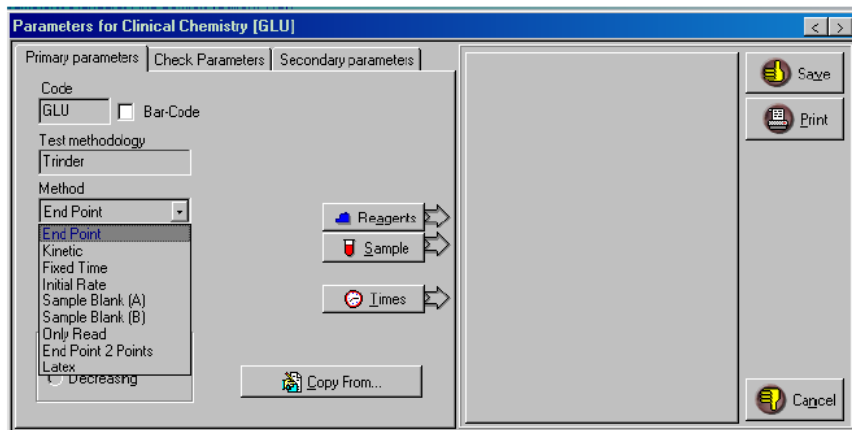 Parameters for Clinical Chemistry [GLU]
< >
Primary parameters Check Parameters Secondary parameters
Code
GLU Bar-Code
Test methodology
Trinder
Method
End Point
End Point
Kinetic
Fixed Time
Initial Rate
Sample Blank (A)
Sample Blank (B)
Only Read
End Point 2 Points
Latex
Decreasing
Reagents
Sample
Times
Copy From...
Save
Print
Cancel